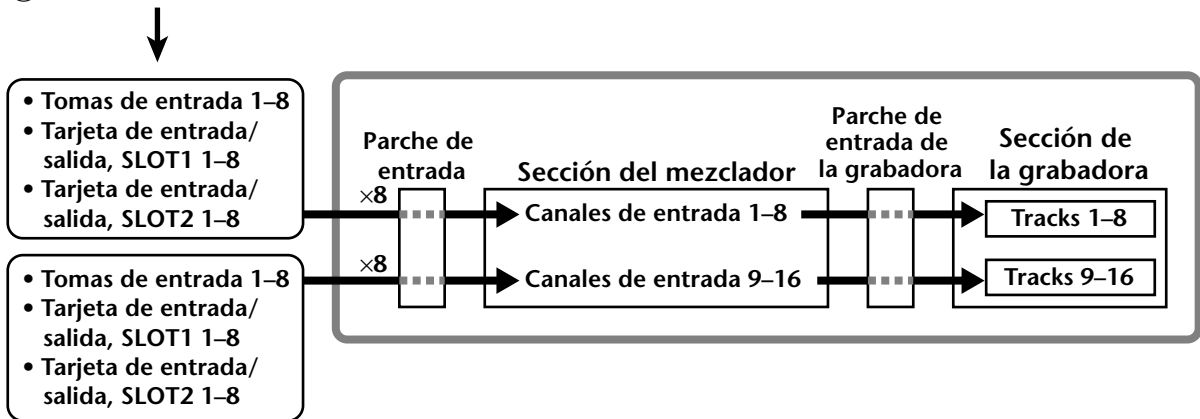 • Tomas de entrada 1–8
• Tarjeta de entrada/
salida, SLOT1 1–8
• Tarjeta de entrada/
salida, SLOT2 1–8
• Tomas de entrada 1–8
• Tarjeta de entrada/
salida, SLOT1 1–8
• Tarjeta de entrada/
salida, SLOT2 1–8
Parche de
entrada
×8
×8
Sección del mezclador
Canales de entrada 1–8
Canales de entrada 9–16
Parche de
entrada de
la grabadora
Sección de
la grabadora
Tracks 1–8
Tracks 9–16